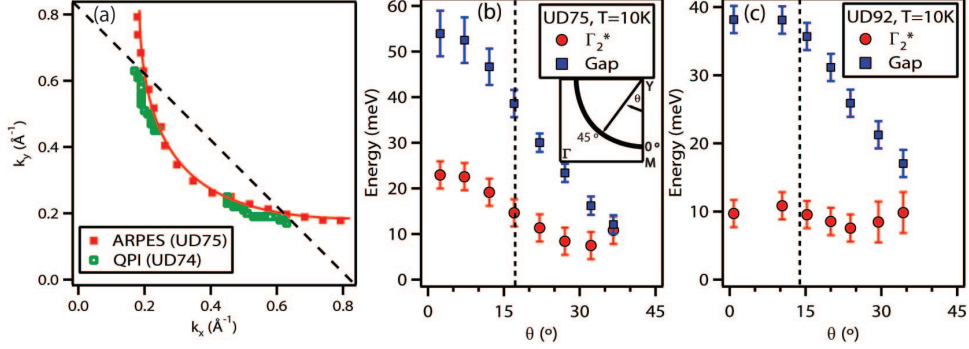 (a)
0.8
0.6
0.4
0.2
0.0
k_y (Å⁻¹)
ARPES (UD75)
QPI (UD74)
0.0 0.2 0.4 0.6 0.8
k_x (Å⁻¹)
(b)
UD75, T=10K
Γ₂*
Gap
60
50
40
30
20
10
0
Energy (meV)
Y
θ
45°
0°
Γ
M
0 15 30 45
θ (º)
(c)
UD92, T=10K
Γ₂*
Gap
40
30
20
10
0
Energy (meV)
0 15 30 45
θ (º)